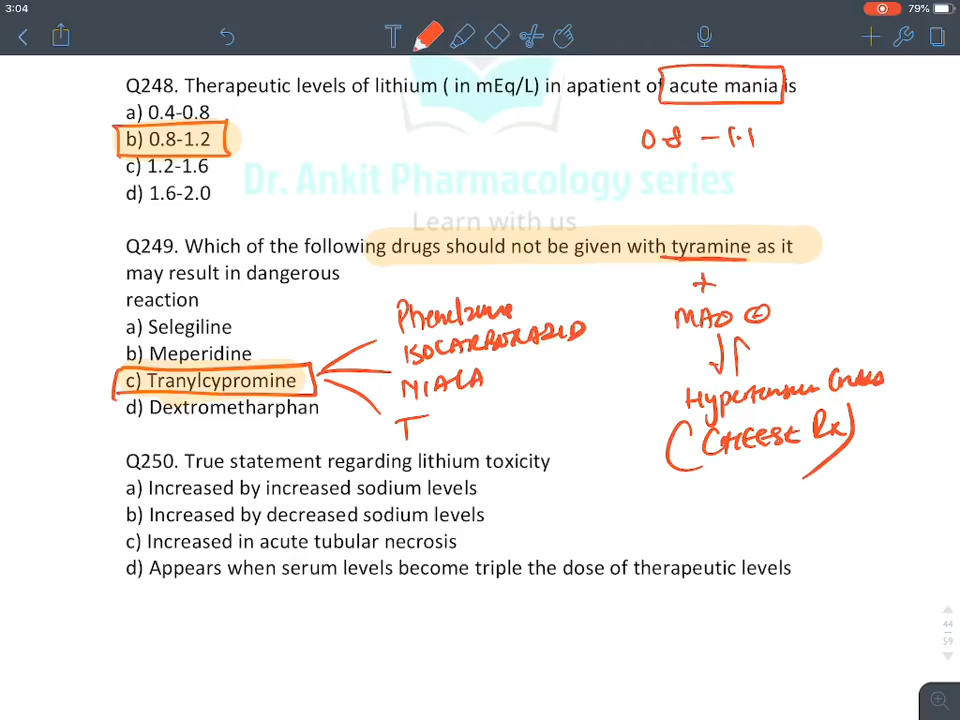 3:04
79%
Q248. Therapeutic levels of lithium ( in mEq/L) in apatient of acute mania is
a) 0.4-0.8
b) 0.8-1.2
0.8 - 1.1
c) 1.2-1.6
Dr. Ankit Pharmacology series
d) 1.6-2.0
Learn with us
Q249. Which of the following drugs should not be given with tyramine as it
may result in dangerous
+
reaction
MAO
a) Selegiline
b) Meperidine
ISOCARBOXAZID
c) Tranylcypromine
NIALA
d) Dextrometharphan
T
(CHEESE Rx)
Q250. True statement regarding lithium toxicity
a) Increased by increased sodium levels
b) Increased by decreased sodium levels
c) Increased in acute tubular necrosis
d) Appears when serum levels become triple the dose of therapeutic levels
44
59